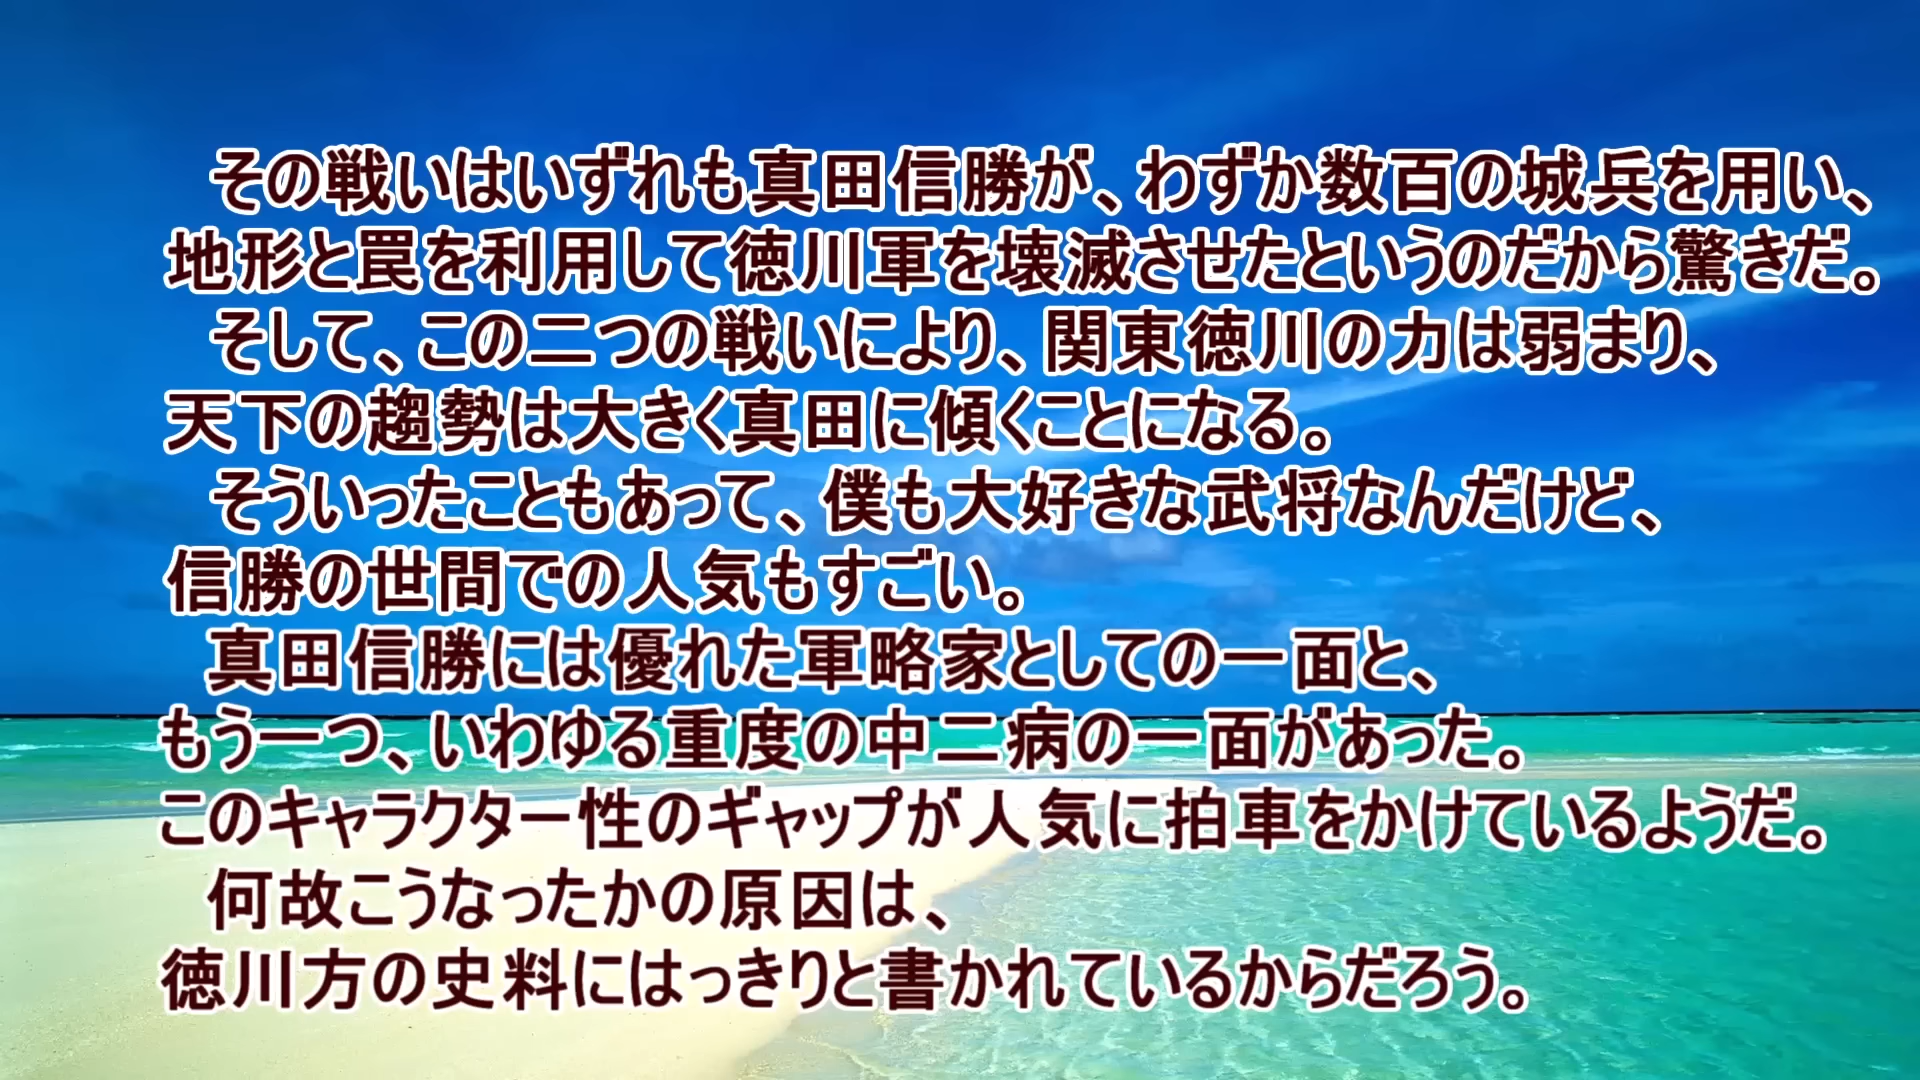 その戦いはいずれも真田信勝が、わずか数百の城兵を用い、
地形と罠を利用して徳川軍を壊滅させたというのだから驚きだ。
そして、この二つの戦いにより、関東徳川の力は弱まり、
天下の趨勢は大きく真田に傾くことになる。
そういったこともあって、僕も大好きな武将なんだけど、
信勝の世間での人気もすごい。
真田信勝には優れた軍略家としての一面と、
もう一つ、いわゆる重度の中二病の一面があった。
このキャラクター性のギャップが人気に拍車をかけているようだ。
何故こうなったかの原因は、
徳川方の史料にはっきりと書かれているからだろう。